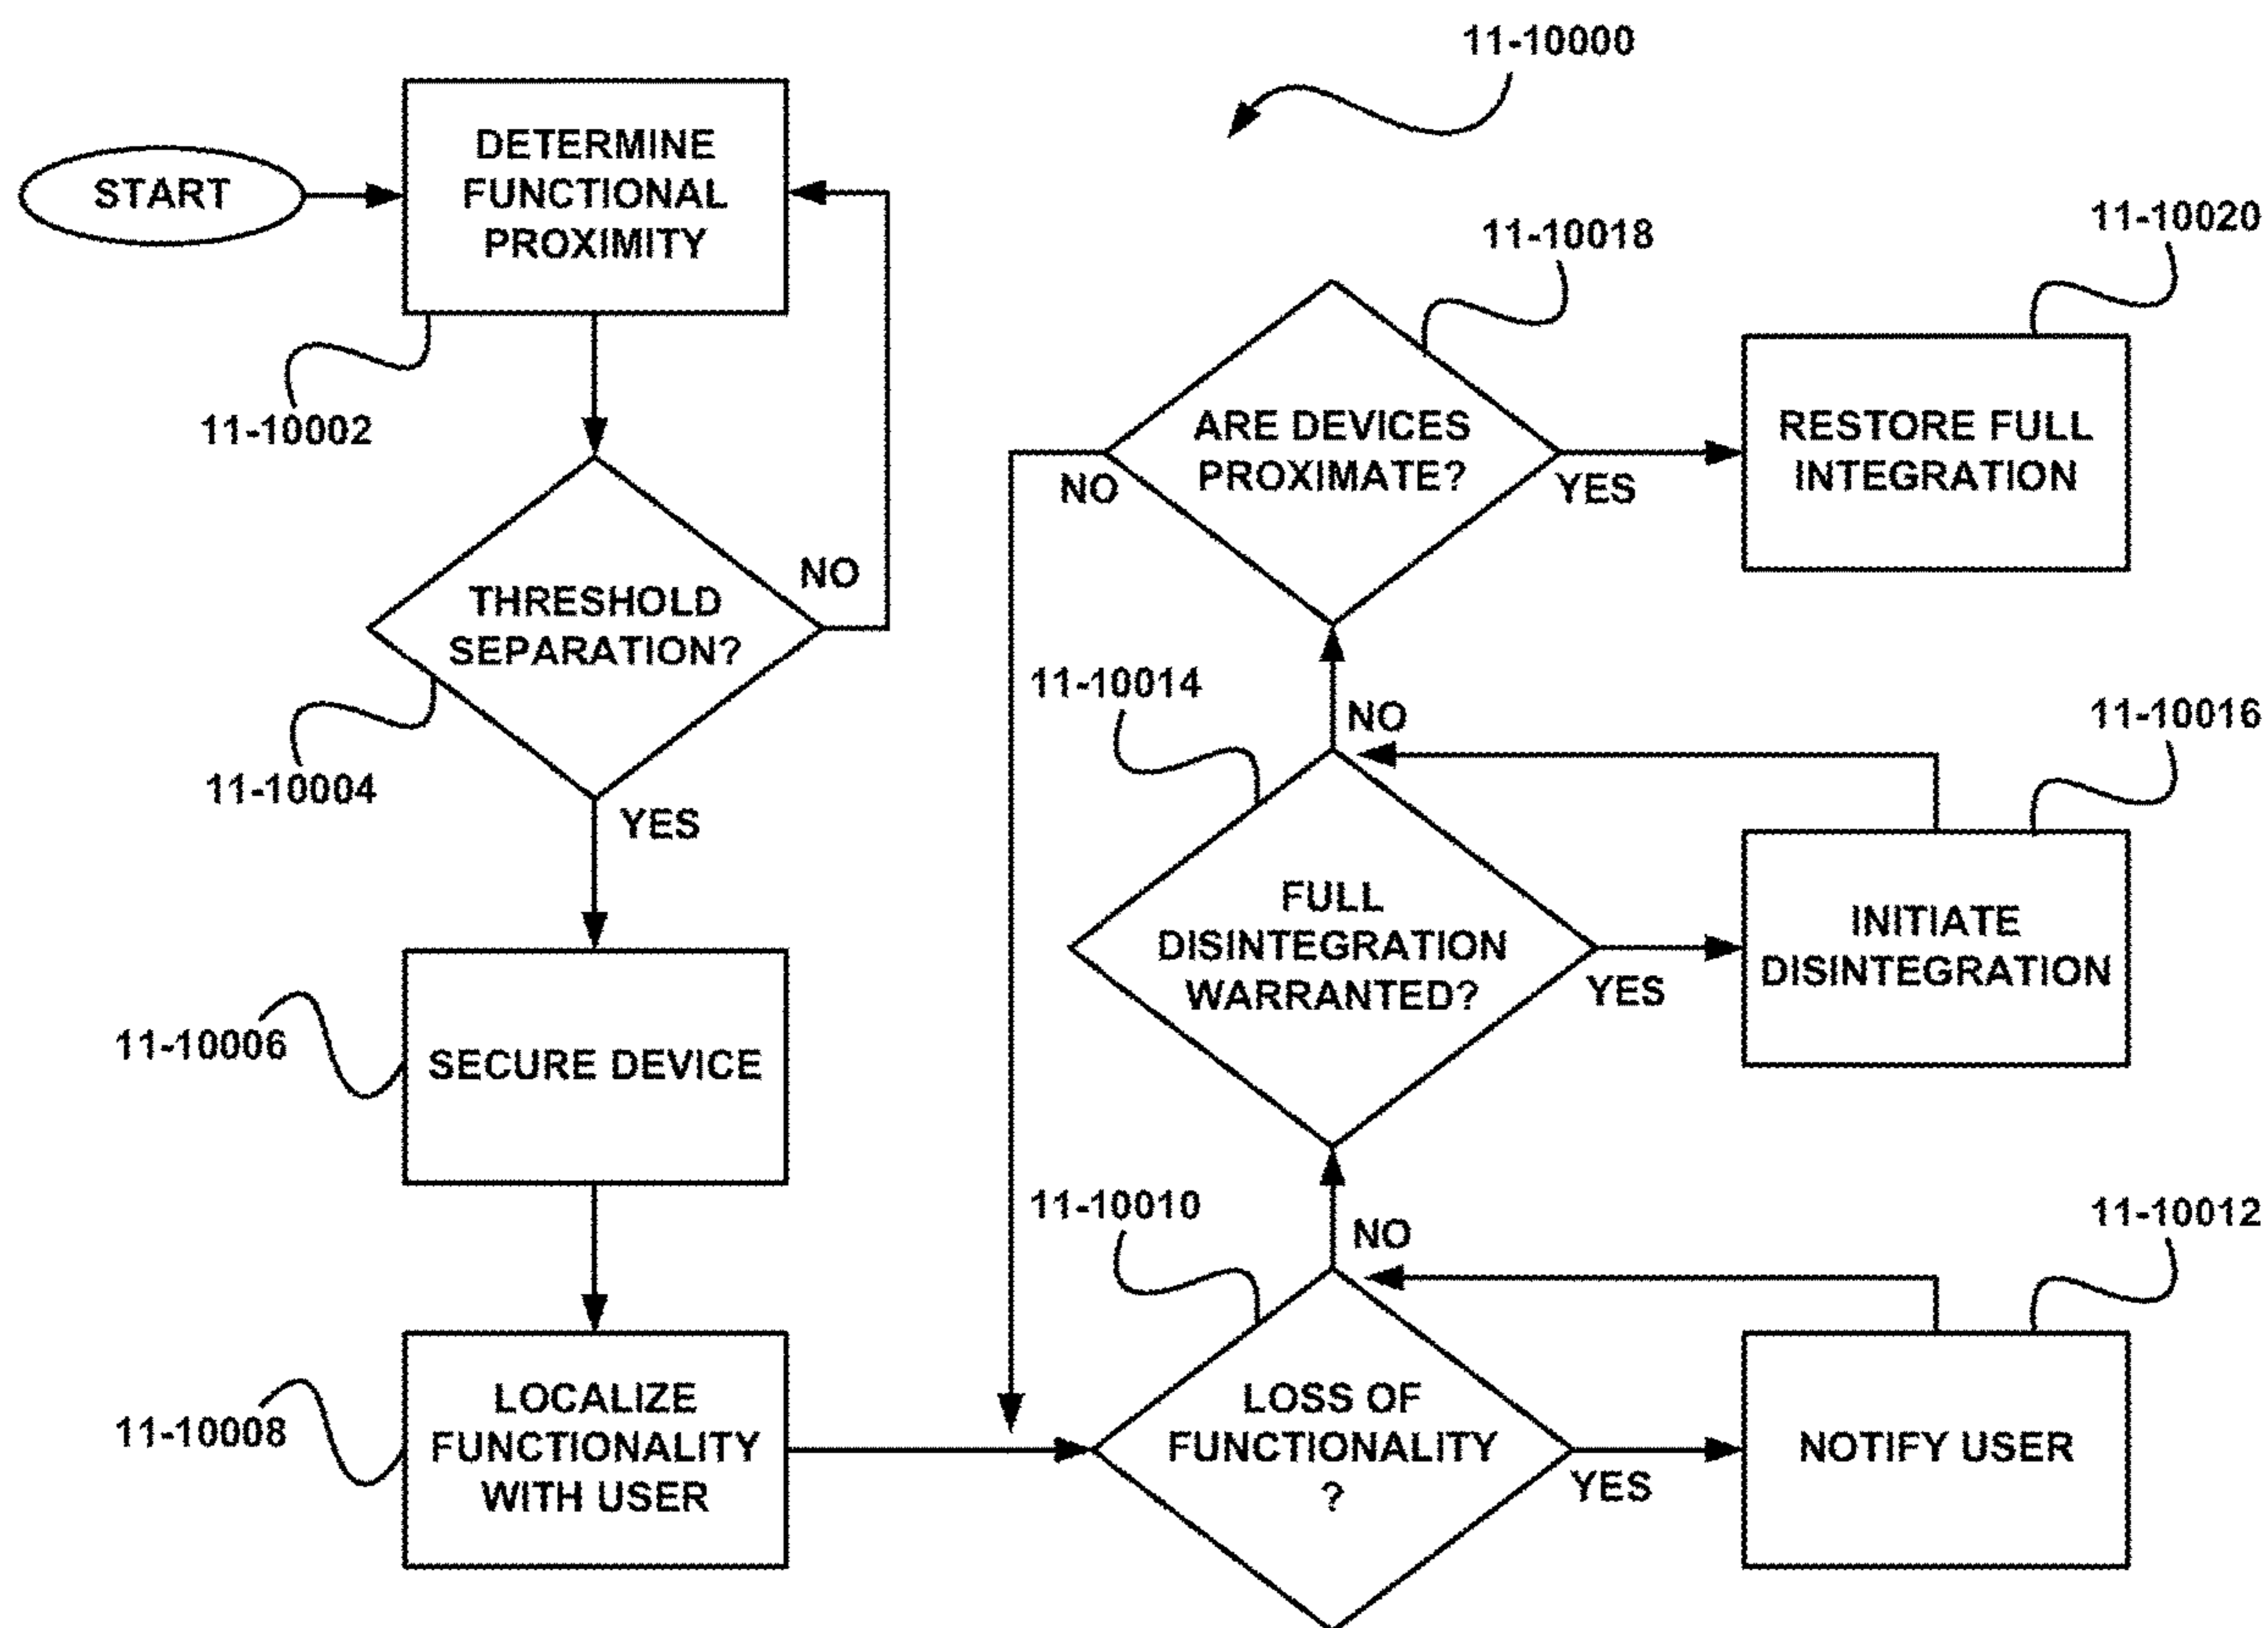 11-10000
START
DETERMINE
FUNCTIONAL
PROXIMITY
11-10002
THRESHOLD
SEPARATION?
NO
11-10004
YES
SECURE DEVICE
11-10006
LOCALIZE
FUNCTIONALITY
WITH USER
11-10008
LOSS OF
FUNCTIONALITY
?
11-10010
NO
YES
NOTIFY USER
11-10012
FULL
DISINTEGRATION
WARRANTED?
11-10014
NO
YES
INITIATE
DISINTEGRATION
11-10016
ARE DEVICES
PROXIMATE?
11-10018
NO
YES
RESTORE FULL
INTEGRATION
11-10020